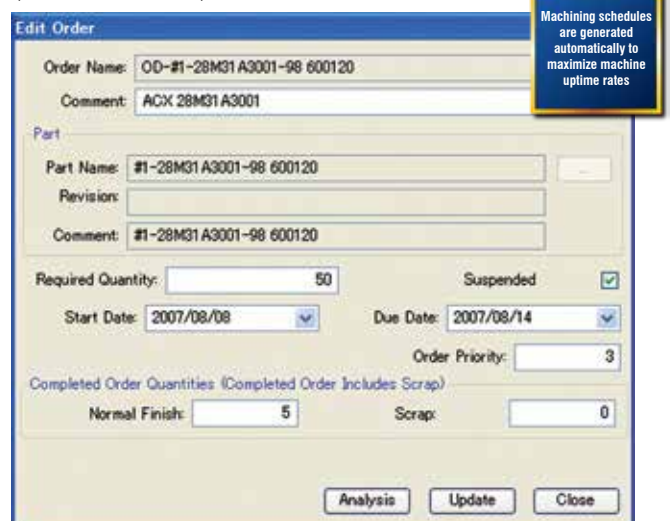 Edit Order
Machining schedules
are generated
automatically to
maximize machine
uptime rates
Order Name: OD-#1-28M31A3001-98 600120
Comment: ACX 28M31A3001
Part
Part Name: #1-28M31A3001-98 600120 ...
Revision:
Comment: #1-28M31A3001-98 600120
Required Quantity: 50 Suspended
Start Date: 2007/08/08 Due Date: 2007/08/14
Order Priority: 3
Completed Order Quantities (Completed Order Includes Scrap)
Normal Finish: 5 Scrap: 0
Analysis Update Close